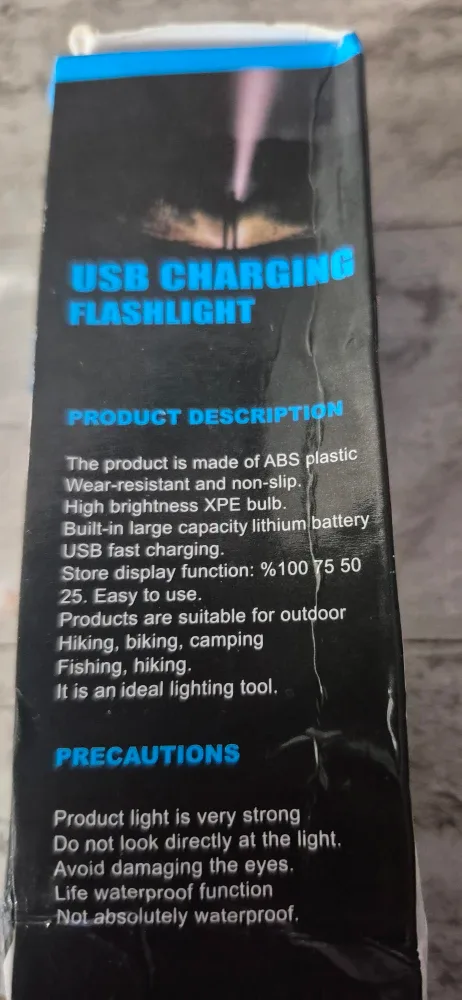 USB CHARGING
FLASHLIGHT
PRODUCT DESCRIPTION
The product is made of ABS plastic
Wear-resistant and non-slip.
High brightness XPE bulb.
Built-in large capacity lithium battery
USB fast charging.
Store display function: %100 75 50
25. Easy to use.
Products are suitable for outdoor
Hiking, biking, camping
Fishing, hiking.
It is an ideal lighting tool.
PRECAUTIONS
Product light is very strong
Do not look directly at the light.
Avoid damaging the eyes.
Life waterproof function
Not absolutely waterproof.